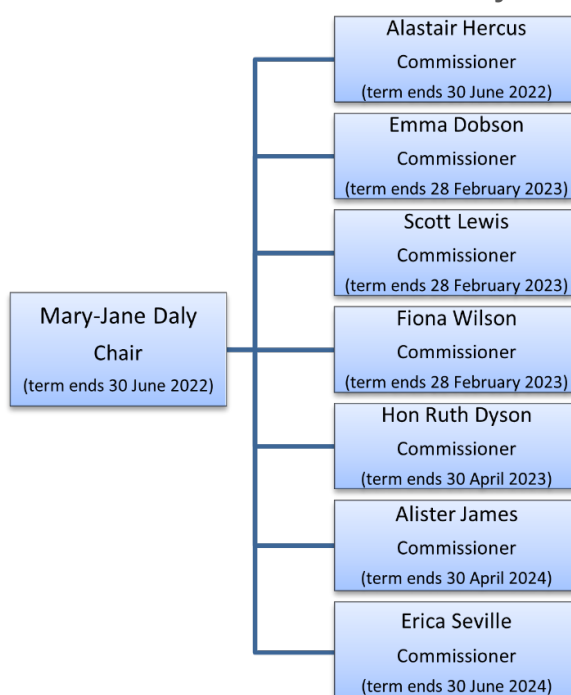 Alastair Hercus
Commissioner
(term ends 30 June 2022)
Emma Dobson
Commissioner
(term ends 28 February 2023)
Scott Lewis
Commissioner
(term ends 28 February 2023)
Mary-Jane Daly
Chair
(term ends 30 June 2022)
Fiona Wilson
Commissioner
(term ends 28 February 2023)
Hon Ruth Dyson
Commissioner
(term ends 30 April 2023)
Alister James
Commissioner
(term ends 30 April 2024)
Erica Seville
Commissioner
(term ends 30 June 2024)